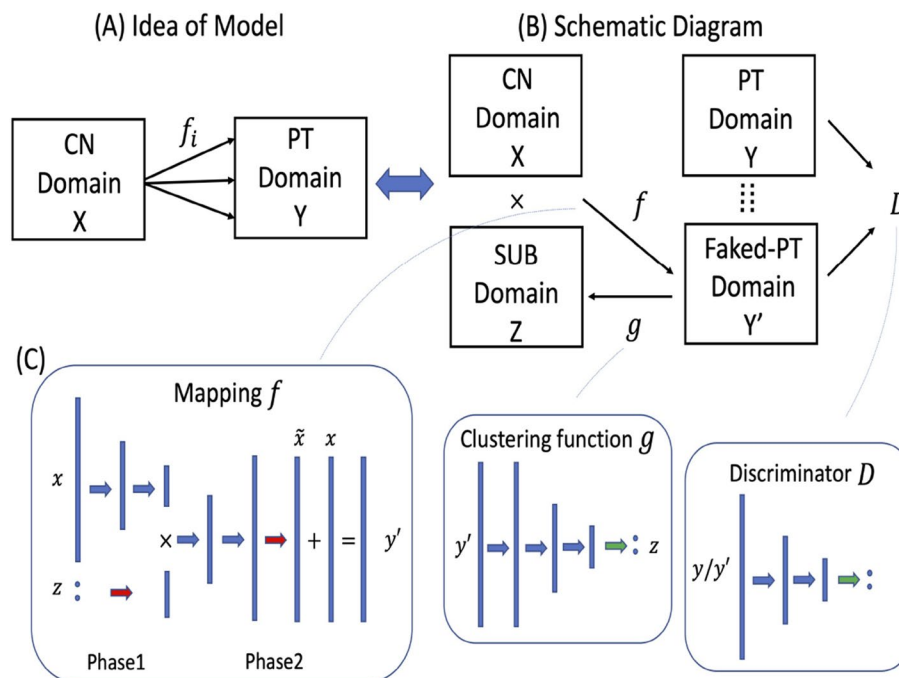 (A) Idea of Model
(B) Schematic Diagram
CN
Domain
X
f_i
PT
Domain
Y
CN
Domain
X
×
SUB
Domain
Z
f
g
PT
Domain
Y
Faked-PT
Domain
Y'
D
(C)
Mapping f
x
z
×
x̃
x
+
=
y'
Phase1
Phase2
Clustering function g
y'
z
Discriminator D
y/y'